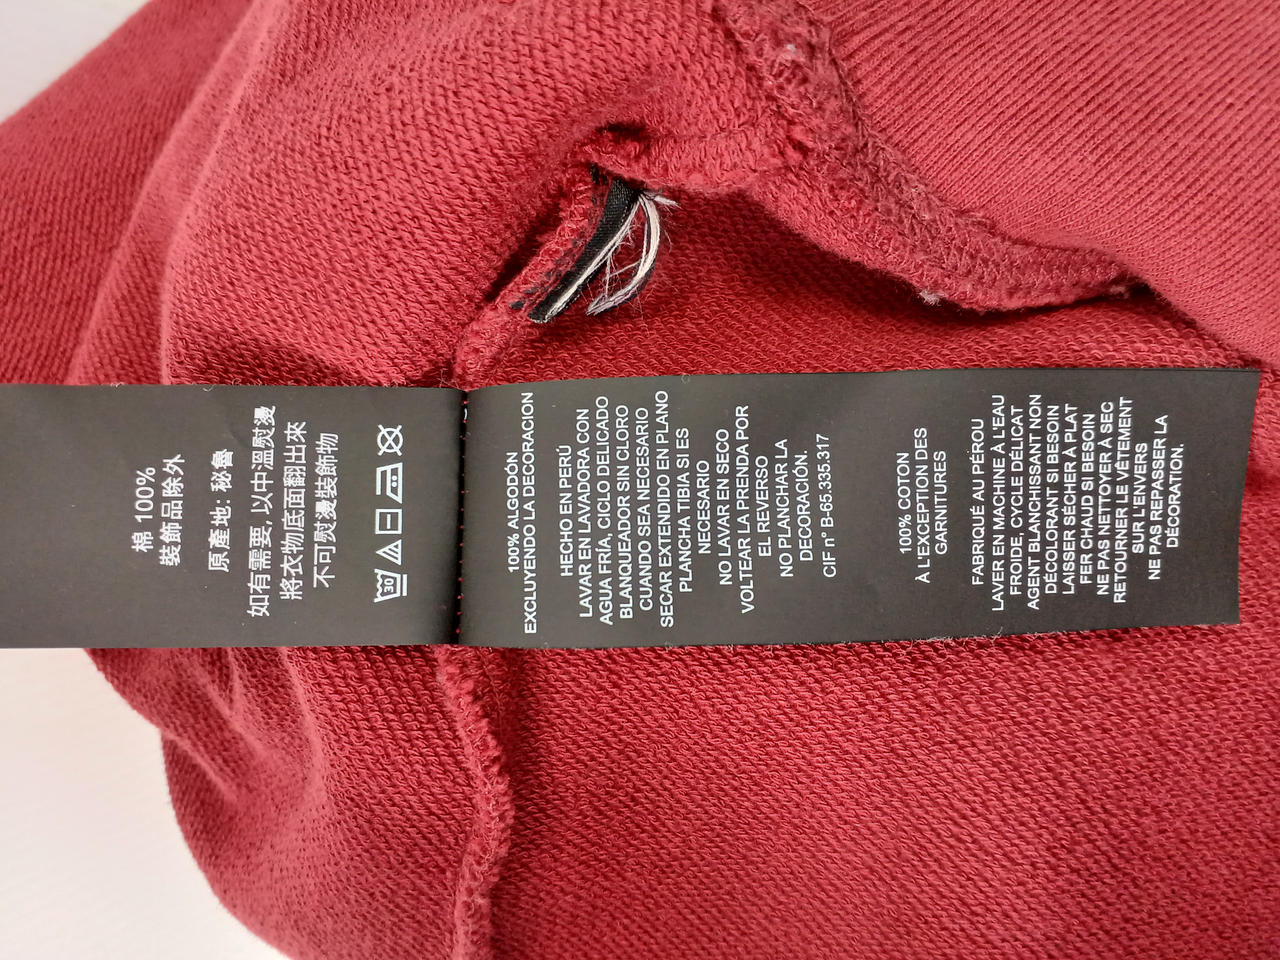 棉 100%
裝飾品除外
原產地: 秘魯
如有需要, 以中溫熨燙
將衣物底面翻出來
不可熨燙裝飾物
30
100% ALGODÓN
EXCLUYENDO LA DECORACION
HECHO EN PERÚ
LAVAR EN LAVADORA CON
AGUA FRÍA, CICLO DELICADO
BLANQUEADOR SIN CLORO
CUANDO SEA NECESARIO
SECAR EXTENDIDO EN PLANO
PLANCHA TIBIA SI ES
NECESARIO
NO LAVAR EN SECO
VOLTEAR LA PRENDA POR
EL REVERSO
NO PLANCHAR LA
DECORACIÓN.
CIF nº B-65.335.317
100% COTON
À L'EXCEPTION DES
GARNITURES
FABRIQUÉ AU PÉROU
LAVER EN MACHINE À L'EAU
FROIDE, CYCLE DÉLICAT
AGENT BLANCHISSANT NON
DÉCOLORANT SI BESOIN
LAISSER SÉCHER À PLAT
FER CHAUD SI BESOIN
NE PAS NETTOYER À SEC
RETOURNER LE VÊTEMENT
SUR L'ENVERS
NE PAS REPASSER LA
DÉCORATION.